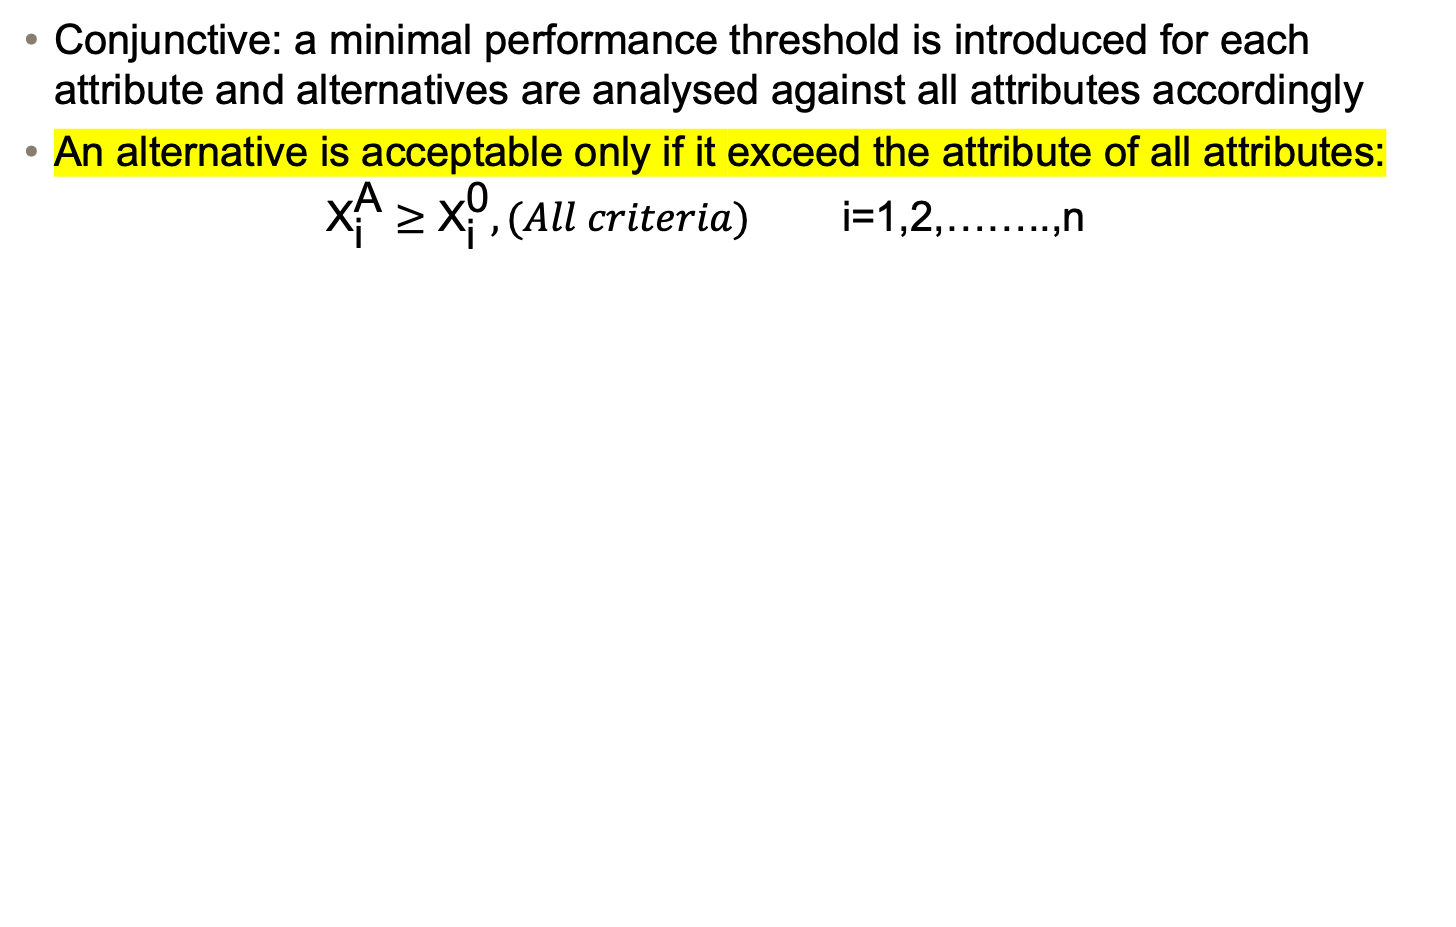 • Conjunctive: a minimal performance threshold is introduced for each
attribute and alternatives are analysed against all attributes accordingly
• An alternative is acceptable only if it exceed the attribute of all attributes:
Xᵢᴬ ≥ Xᵢ⁰, (All criteria) i=1,2,……..,n